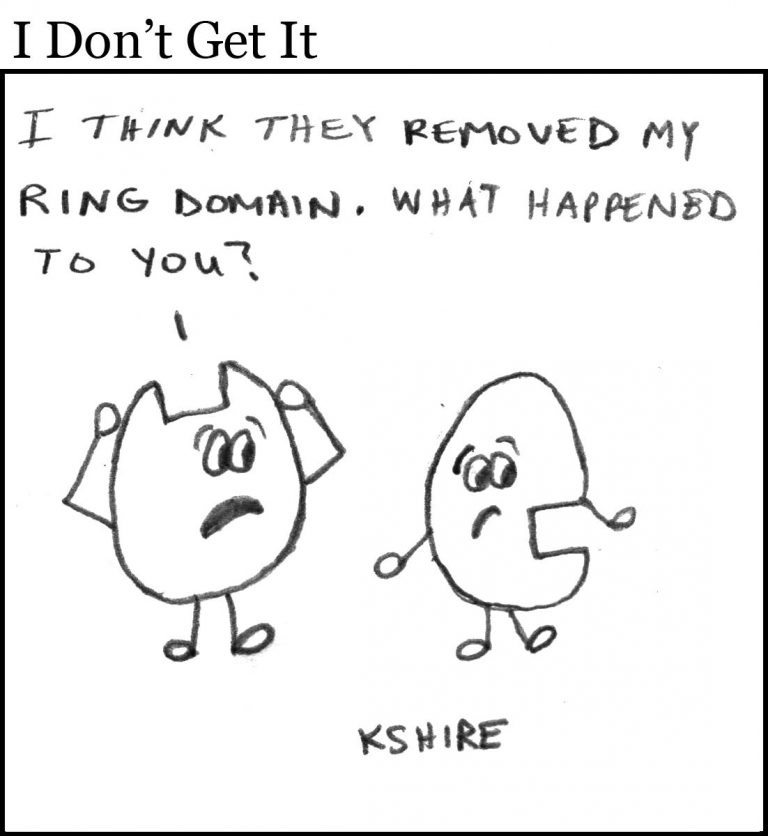 I Don't Get It
I THINK THEY REMOVED MY
RING DOMAIN. WHAT HAPPENED
TO YOU?
KSHIRE